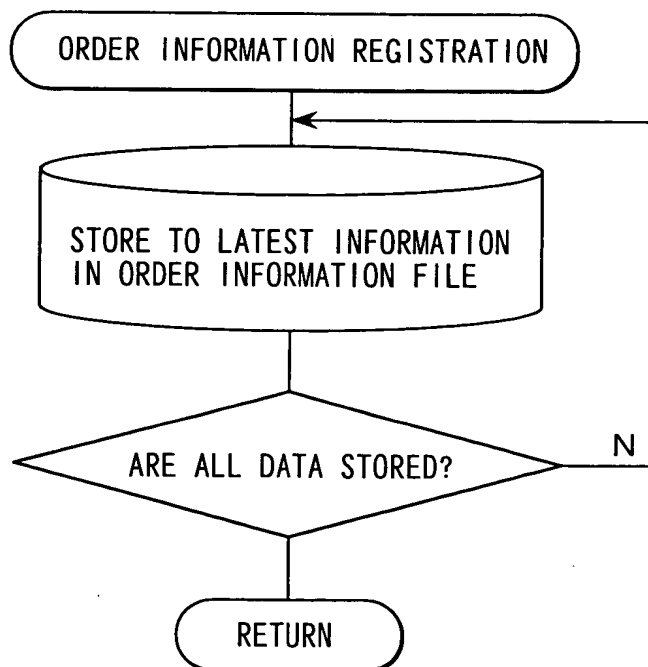 ORDER INFORMATION REGISTRATION
STORE TO LATEST INFORMATION
IN ORDER INFORMATION FILE
ARE ALL DATA STORED?
N
RETURN